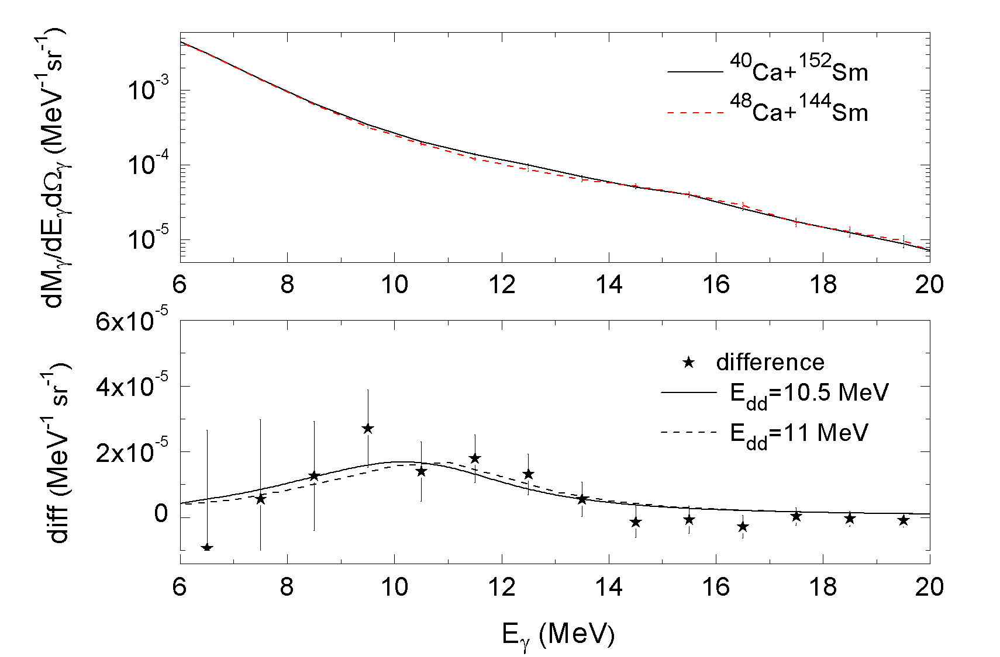 dMγ/dEγdΩγ (MeV⁻¹sr⁻¹)
10⁻³
10⁻⁴
10⁻⁵
⁴⁰Ca+¹⁵²Sm
⁴⁸Ca+¹⁴⁴Sm
6 8 10 12 14 16 18 20
diff (MeV⁻¹ sr⁻¹)
6x10⁻⁵
4x10⁻⁵
2x10⁻⁵
0
difference
E_dd=10.5 MeV
E_dd=11 MeV
6 8 10 12 14 16 18 20
Eγ (MeV)